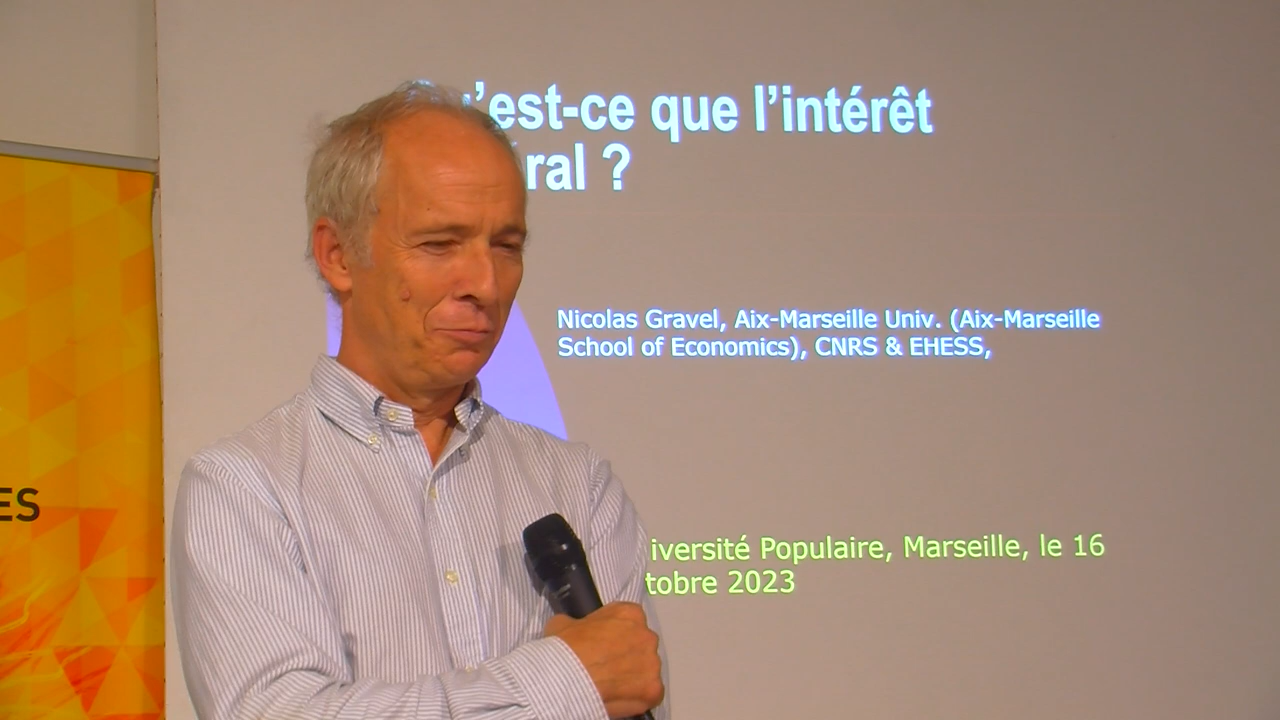 'est-ce que l'intérêt
ral ?
Nicolas Gravel, Aix-Marseille Univ. (Aix-Marseille
School of Economics), CNRS & EHESS,
iversité Populaire, Marseille, le 16
tobre 2023
ES